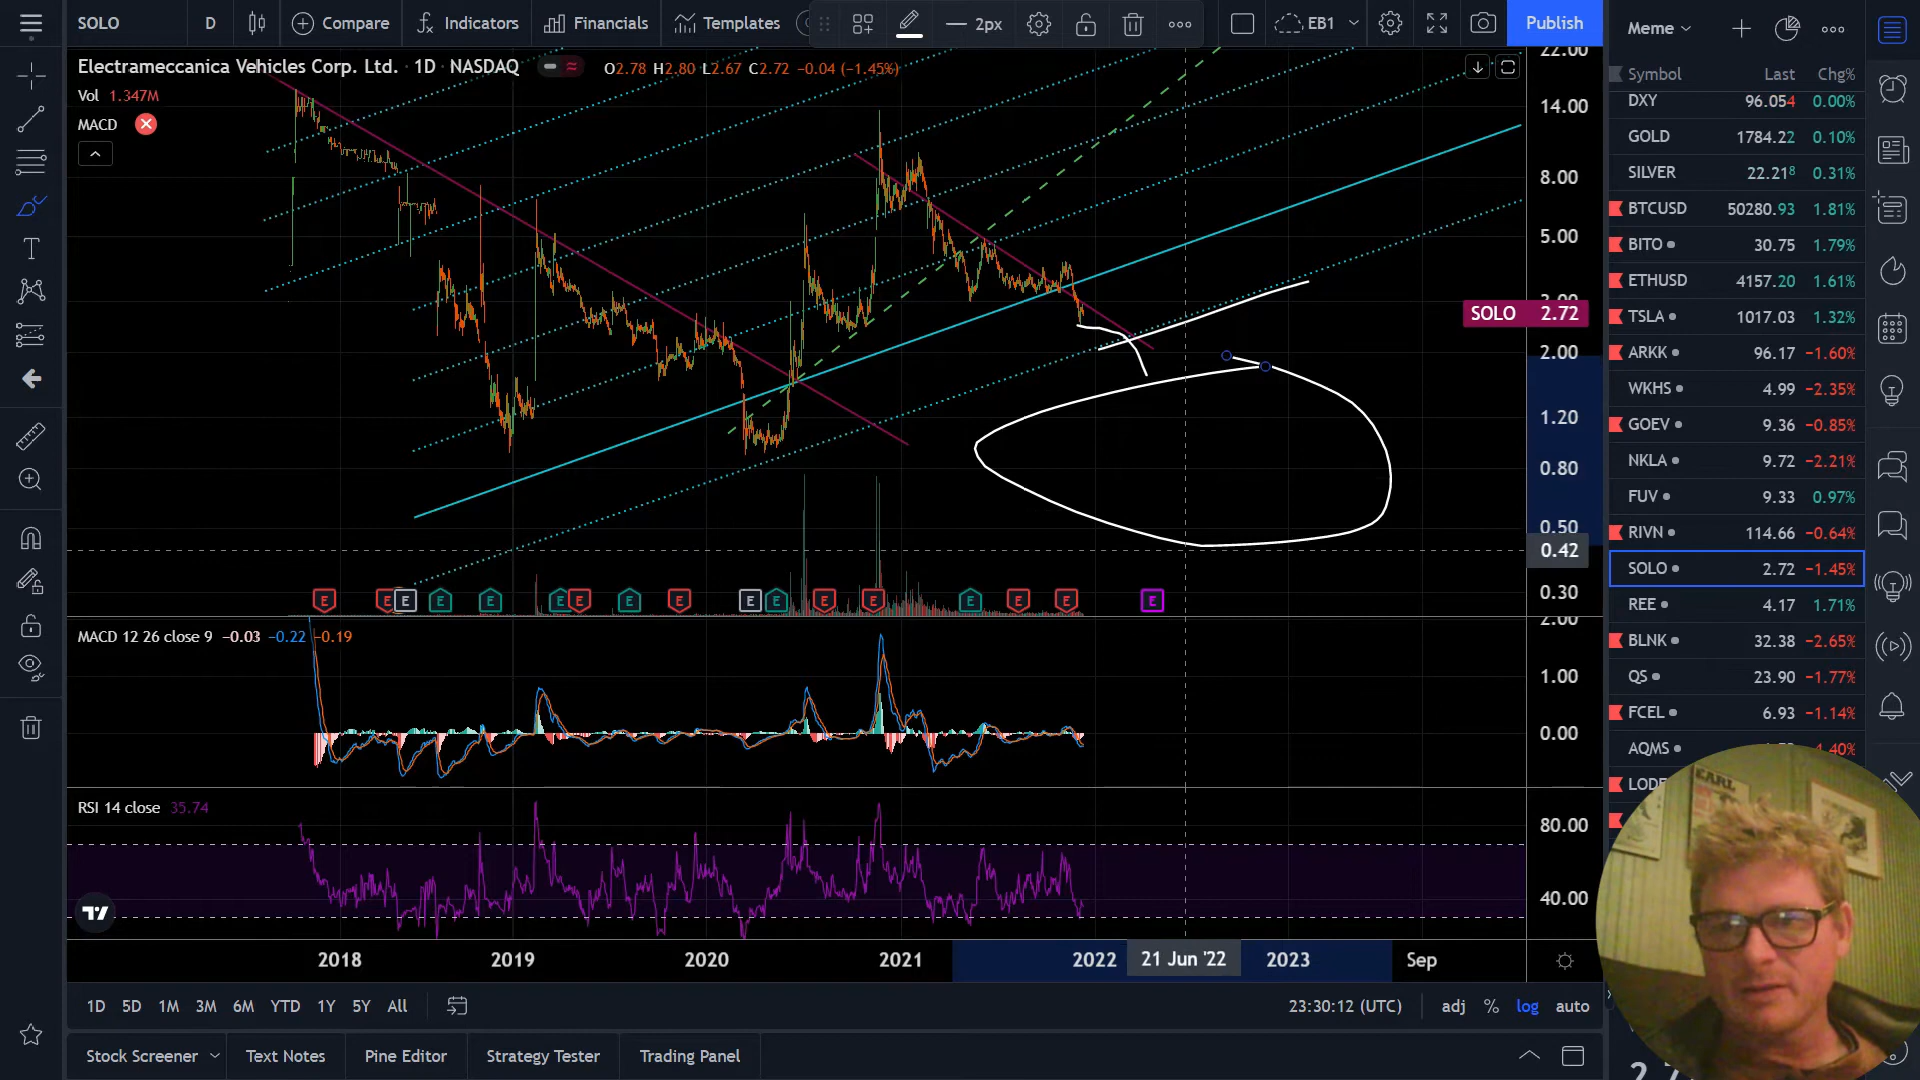 SOLO D Compare Indicators Financials Templates 2px EB1 Publish
Electrameccanica Vehicles Corp. Ltd. · 1D · NASDAQ O2.78 H2.80 L2.67 C2.72 −0.04 (−1.45%)
Vol 1.347M
MACD
22.00
14.00
8.00
5.00
3.00
SOLO 2.72
2.00
1.20
0.80
0.50
0.42
0.30
E E E E E E E E E E E E E E E E E E
MACD 12 26 close 9 −0.03 −0.22 −0.19
2.00
1.00
0.00
RSI 14 close 35.74
80.00
40.00
2018 2019 2020 2021 2022 21 Jun '22 2023 Sep
1D 5D 1M 3M 6M YTD 1Y 5Y All 23:30:12 (UTC) adj % log auto
Stock Screener Text Notes Pine Editor Strategy Tester Trading Panel
Meme
Symbol Last Chg%
DXY 96.054 0.00%
GOLD 1784.22 0.10%
SILVER 22.218 0.31%
BTCUSD 50280.93 1.81%
BITO 30.75 1.79%
ETHUSD 4157.20 1.61%
TSLA 1017.03 1.32%
ARKK 96.17 −1.60%
WKHS 4.99 −2.35%
GOEV 9.36 −0.85%
NKLA 9.72 −2.21%
FUV 9.33 0.97%
RIVN 114.66 −0.64%
SOLO 2.72 −1.45%
REE 4.17 1.71%
BLNK 32.38 −2.65%
QS 23.90 −1.77%
FCEL 6.93 −1.14%
AQMS
KARL